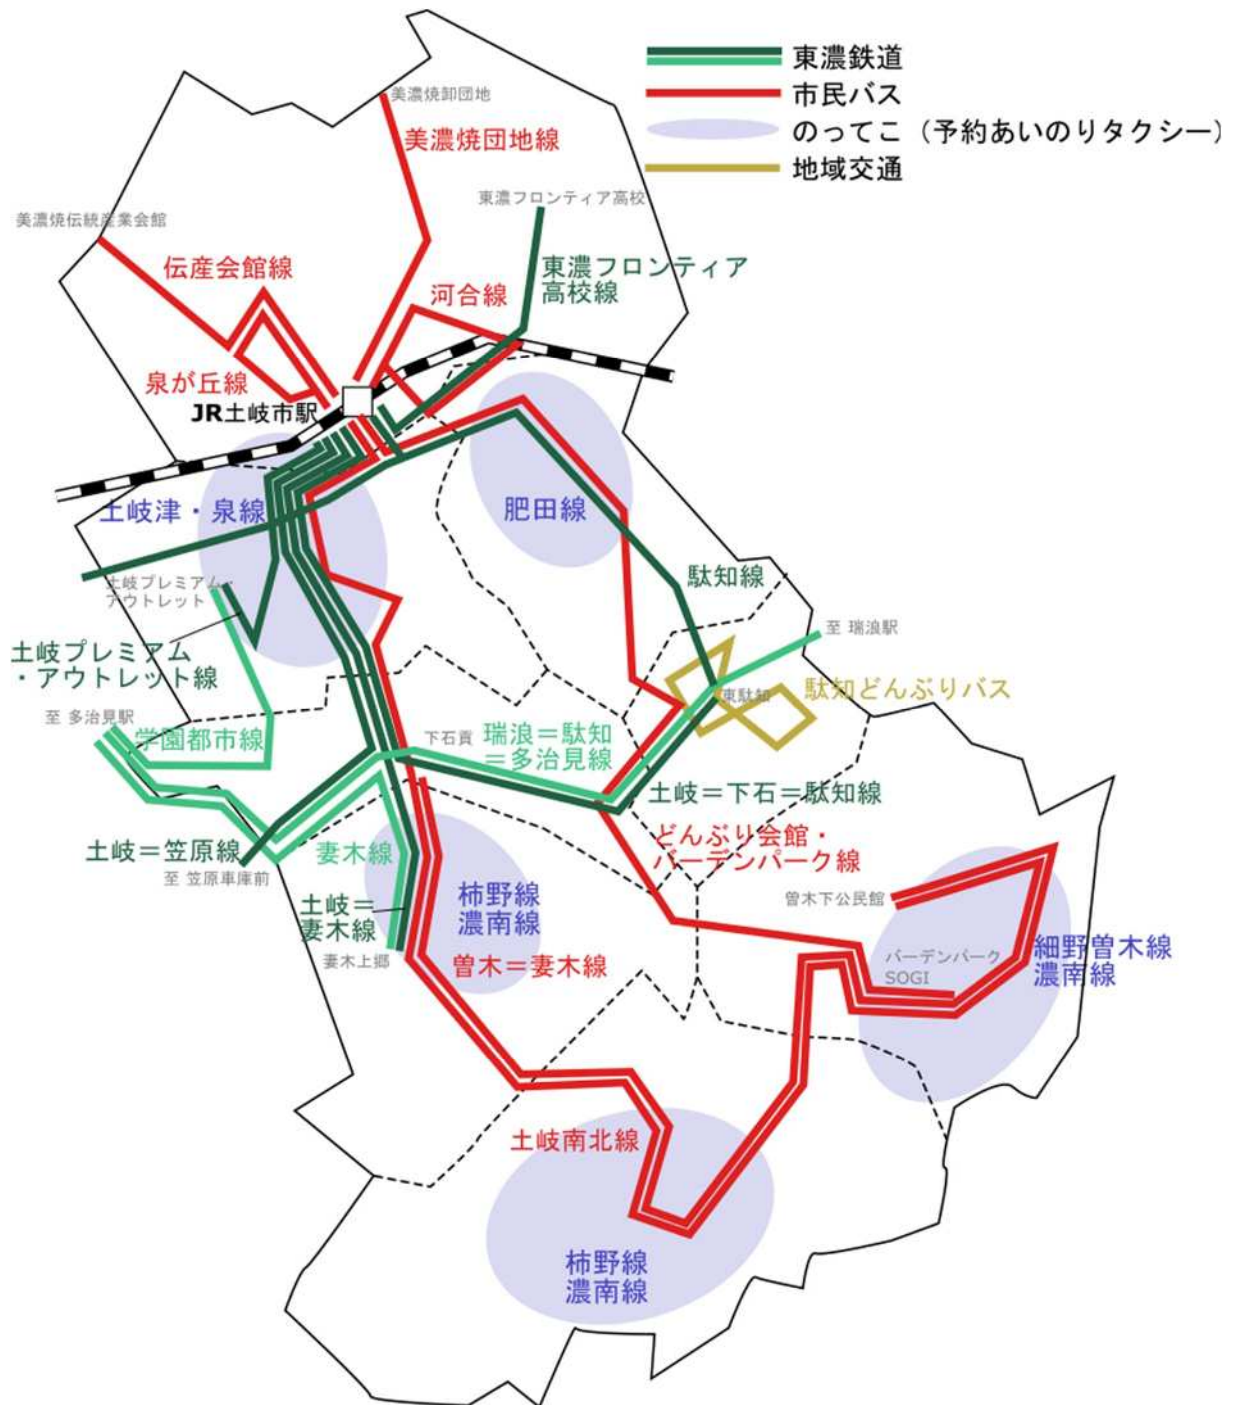 東濃鉄道
市民バス
のってこ（予約あいのりタクシー）
地域交通
美濃焼卸団地
美濃焼団地線
東濃フロンティア高校
美濃焼伝統産業会館
伝産会館線
東濃フロンティア
高校線
河合線
泉が丘線
JR土岐市駅
土岐津・泉線
肥田線
駄知線
土岐プレミアム・
アウトレット
至 瑞浪駅
土岐プレミアム
・アウトレット線
東駄知
駄知どんぶりバス
至 多治見駅
学園都市線
下石貢
瑞浪＝駄知
＝多治見線
土岐＝下石＝駄知線
土岐＝笠原線
至 笠原車庫前
妻木線
どんぶり会館・
バーデンパーク線
柿野線
濃南線
土岐＝
妻木線
曽木下公民館
妻木上郷
曽木＝妻木線
バーデンパーク
SOGI
細野曽木線
濃南線
土岐南北線
柿野線
濃南線